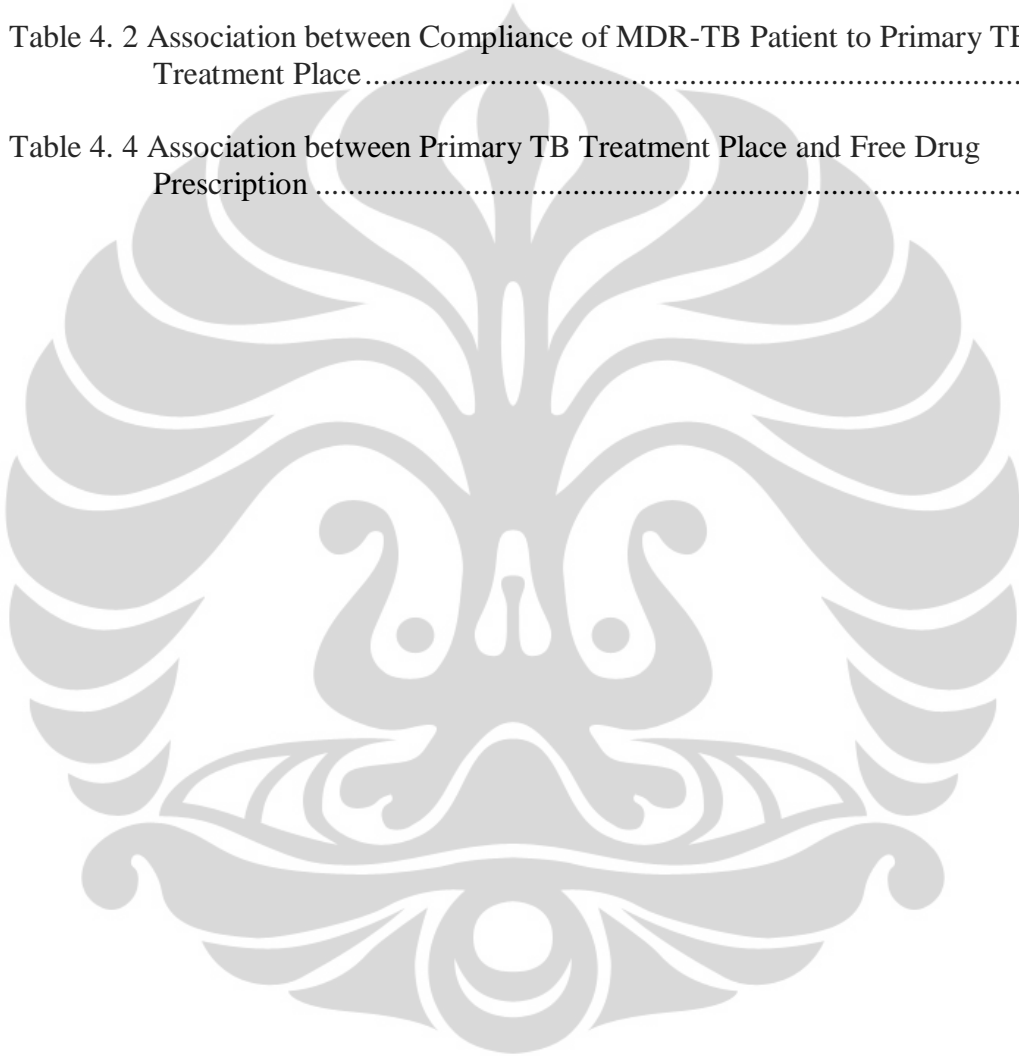 Table 4. 2 Association between Compliance of MDR-TB Patient to Primary TB
Treatment Place...............................................................................
Table 4. 4 Association between Primary TB Treatment Place and Free Drug
Prescription ....................................................................................